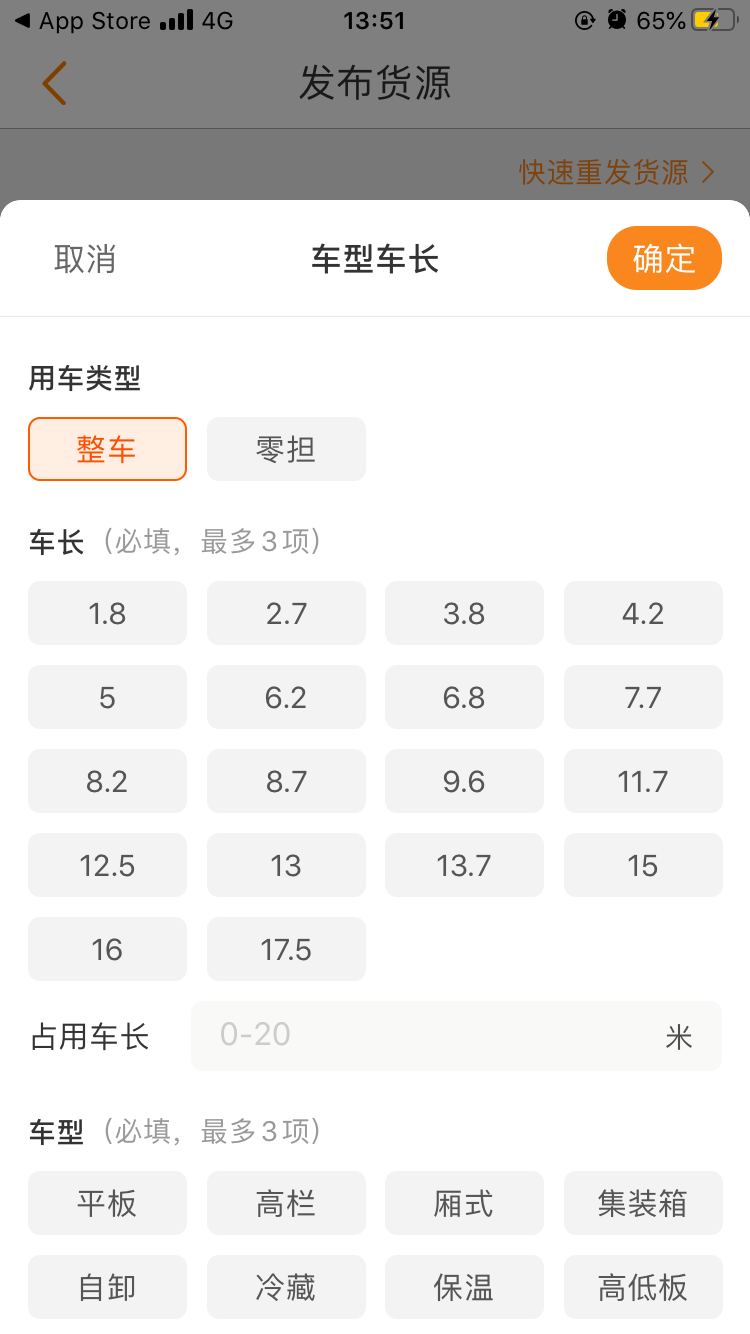 App Store 4G 13:51 65%
发布货源
快速重发货源
取消 车型车长 确定
用车类型
整车 零担
车长（必填，最多3项）
1.8 2.7 3.8 4.2
5 6.2 6.8 7.7
8.2 8.7 9.6 11.7
12.5 13 13.7 15
16 17.5
占用车长 0-20 米
车型（必填，最多3项）
平板 高栏 厢式 集装箱
自卸 冷藏 保温 高低板